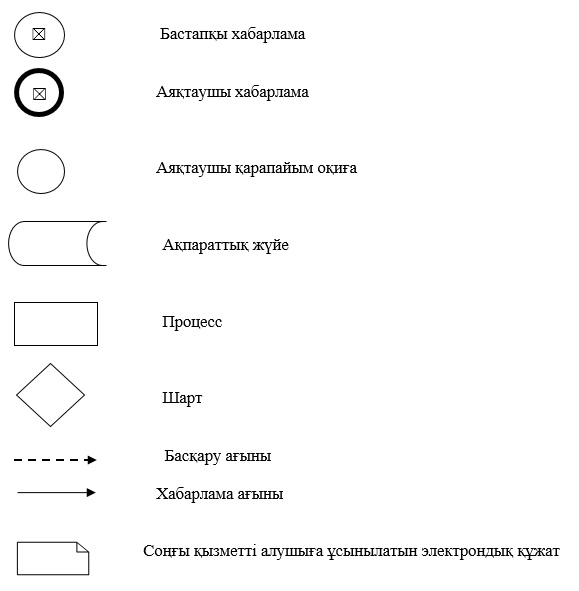 Бастапқы хабарлама
Аяқтаушы хабарлама
Аяқтаушы қарапайым оқиға
Ақпараттық жүйе
Процесс
Шарт
Басқару ағыны
Хабарлама ағыны
Соңғы қызметті алушыға ұсынылатын электрондық құжат